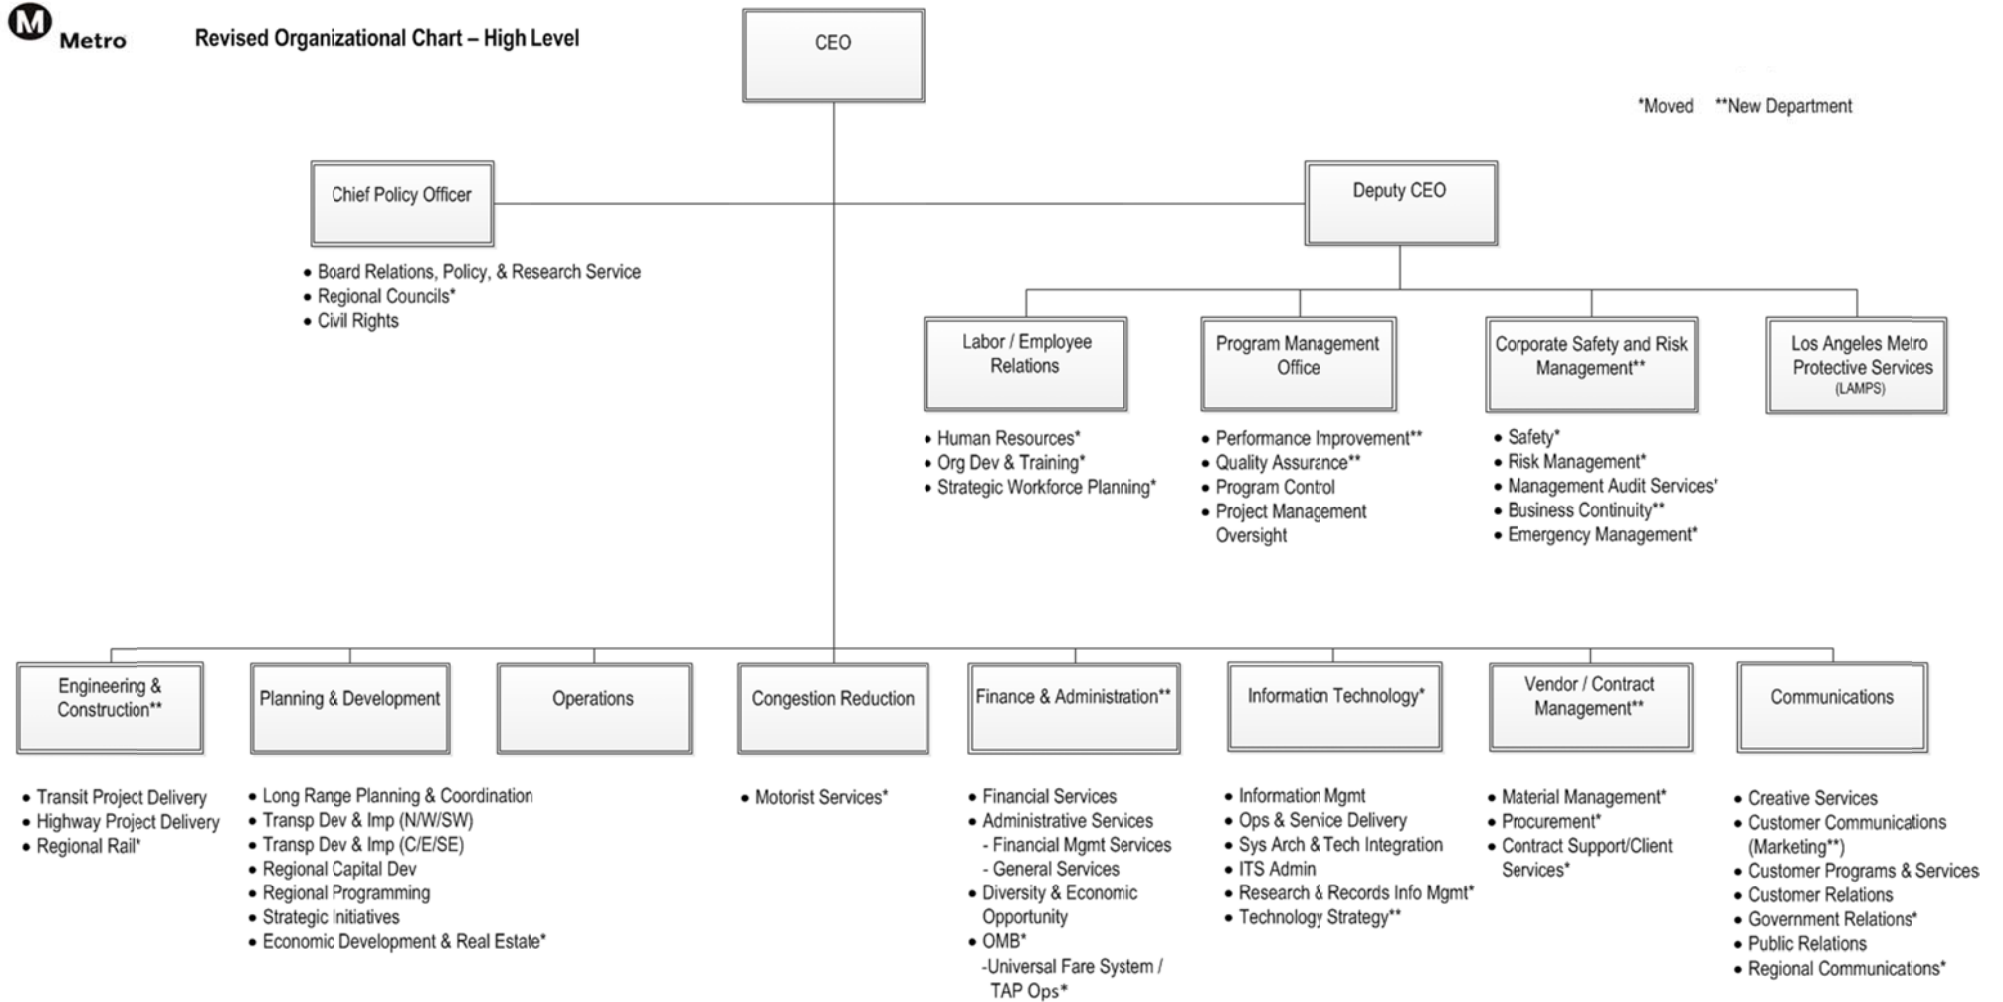 M
Metro
Revised Organizational Chart – High Level
CEO
*Moved **New Department
Chief Policy Officer
Deputy CEO
• Board Relations, Policy, & Research Service
• Regional Councils*
• Civil Rights
Labor / Employee
Relations
Program Management
Office
Corporate Safety and Risk
Management**
Los Angeles Metro
Protective Services
(LAMPS)
• Human Resources*
• Org Dev & Training*
• Strategic Workforce Planning*
• Performance Improvement**
• Quality Assurance**
• Program Control
• Project Management
Oversight
• Safety*
• Risk Management*
• Management Audit Services*
• Business Continuity**
• Emergency Management*
Engineering &
Construction**
Planning & Development
Operations
Congestion Reduction
Finance & Administration**
Information Technology*
Vendor / Contract
Management**
Communications
• Transit Project Delivery
• Highway Project Delivery
• Regional Rail*
• Long Range Planning & Coordination
• Transp Dev & Imp (N/W/SW)
• Transp Dev & Imp (C/E/SE)
• Regional Capital Dev
• Regional Programming
• Strategic Initiatives
• Economic Development & Real Estate*
• Motorist Services*
• Financial Services
• Administrative Services
- Financial Mgmt Services
- General Services
• Diversity & Economic
Opportunity
• OMB*
-Universal Fare System /
TAP Ops*
• Information Mgmt
• Ops & Service Delivery
• Sys Arch & Tech Integration
• ITS Admin
• Research & Records Info Mgmt*
• Technology Strategy**
• Material Management*
• Procurement*
• Contract Support/Client
Services*
• Creative Services
• Customer Communications
(Marketing**)
• Customer Programs & Services
• Customer Relations
• Government Relations*
• Public Relations
• Regional Communications*